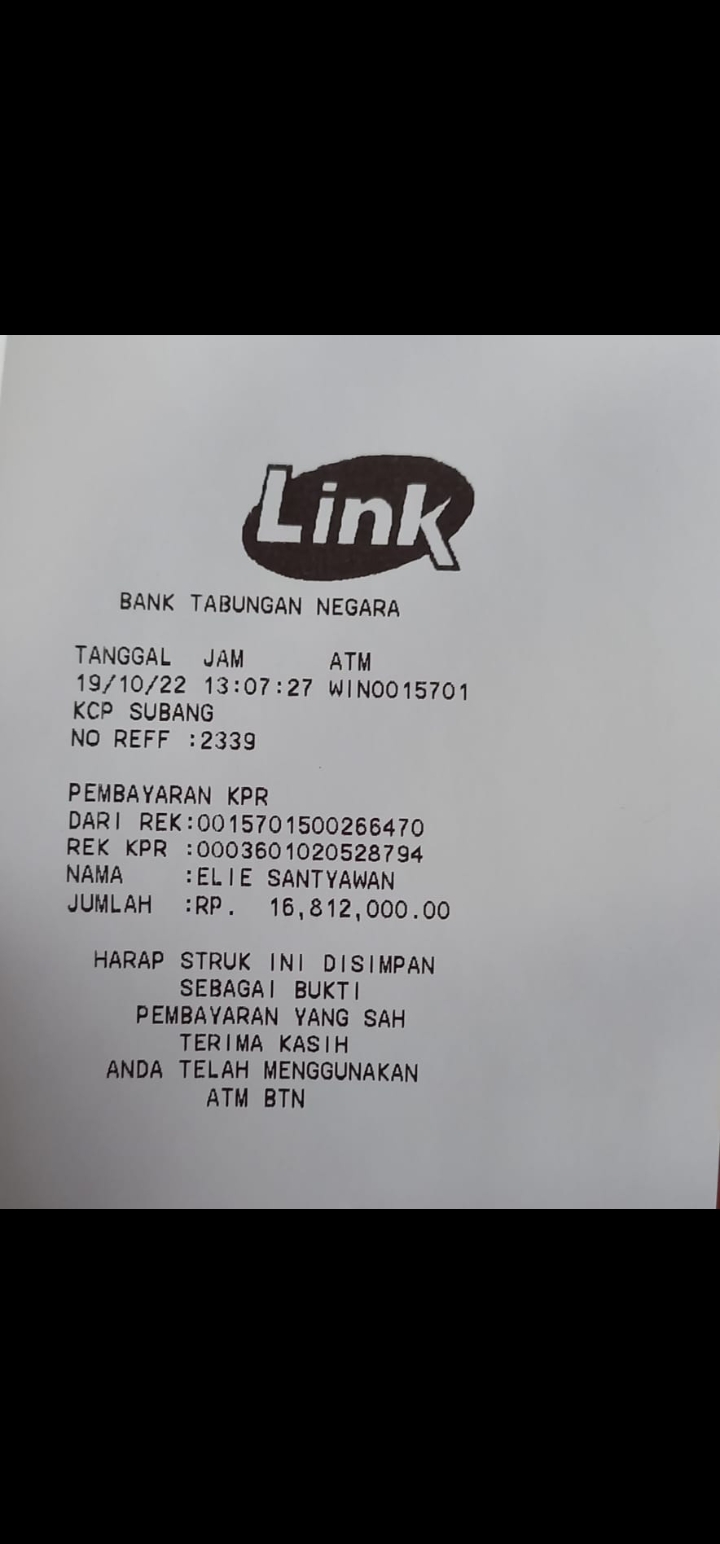 Link
BANK TABUNGAN NEGARA
TANGGAL JAM ATM
19/10/22 13:07:27 WIN0015701
KCP SUBANG
NO REFF :2339
PEMBAYARAN KPR
DARI REK:0015701500266470
REK KPR :0003601020528794
NAMA :ELIE SANTYAWAN
JUMLAH :RP. 16,812,000.00
HARAP STRUK INI DISIMPAN
SEBAGAI BUKTI
PEMBAYARAN YANG SAH
TERIMA KASIH
ANDA TELAH MENGGUNAKAN
ATM BTN